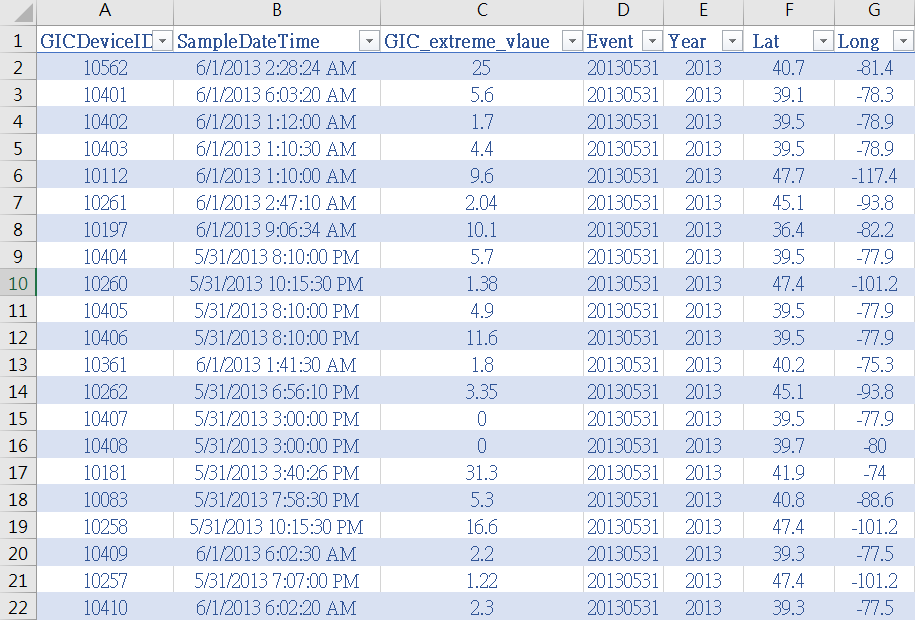 A B C D E F G
1 GICDeviceID SampleDateTime GIC_extreme_vlaue Event Year Lat Long
2 10562 6/1/2013 2:28:24 AM 25 20130531 2013 40.7 -81.4
3 10401 6/1/2013 6:03:20 AM 5.6 20130531 2013 39.1 -78.3
4 10402 6/1/2013 1:12:00 AM 1.7 20130531 2013 39.5 -78.9
5 10403 6/1/2013 1:10:30 AM 4.4 20130531 2013 39.5 -78.9
6 10112 6/1/2013 1:10:00 AM 9.6 20130531 2013 47.7 -117.4
7 10261 6/1/2013 2:47:10 AM 2.04 20130531 2013 45.1 -93.8
8 10197 6/1/2013 9:06:34 AM 10.1 20130531 2013 36.4 -82.2
9 10404 5/31/2013 8:10:00 PM 5.7 20130531 2013 39.5 -77.9
10 10260 5/31/2013 10:15:30 PM 1.38 20130531 2013 47.4 -101.2
11 10405 5/31/2013 8:10:00 PM 4.9 20130531 2013 39.5 -77.9
12 10406 5/31/2013 8:10:00 PM 11.6 20130531 2013 39.5 -77.9
13 10361 6/1/2013 1:41:30 AM 1.8 20130531 2013 40.2 -75.3
14 10262 5/31/2013 6:56:10 PM 3.35 20130531 2013 45.1 -93.8
15 10407 5/31/2013 3:00:00 PM 0 20130531 2013 39.5 -77.9
16 10408 5/31/2013 3:00:00 PM 0 20130531 2013 39.7 -80
17 10181 5/31/2013 3:40:26 PM 31.3 20130531 2013 41.9 -74
18 10083 5/31/2013 7:58:30 PM 5.3 20130531 2013 40.8 -88.6
19 10258 5/31/2013 10:15:30 PM 16.6 20130531 2013 47.4 -101.2
20 10409 6/1/2013 6:02:30 AM 2.2 20130531 2013 39.3 -77.5
21 10257 5/31/2013 7:07:00 PM 1.22 20130531 2013 47.4 -101.2
22 10410 6/1/2013 6:02:20 AM 2.3 20130531 2013 39.3 -77.5